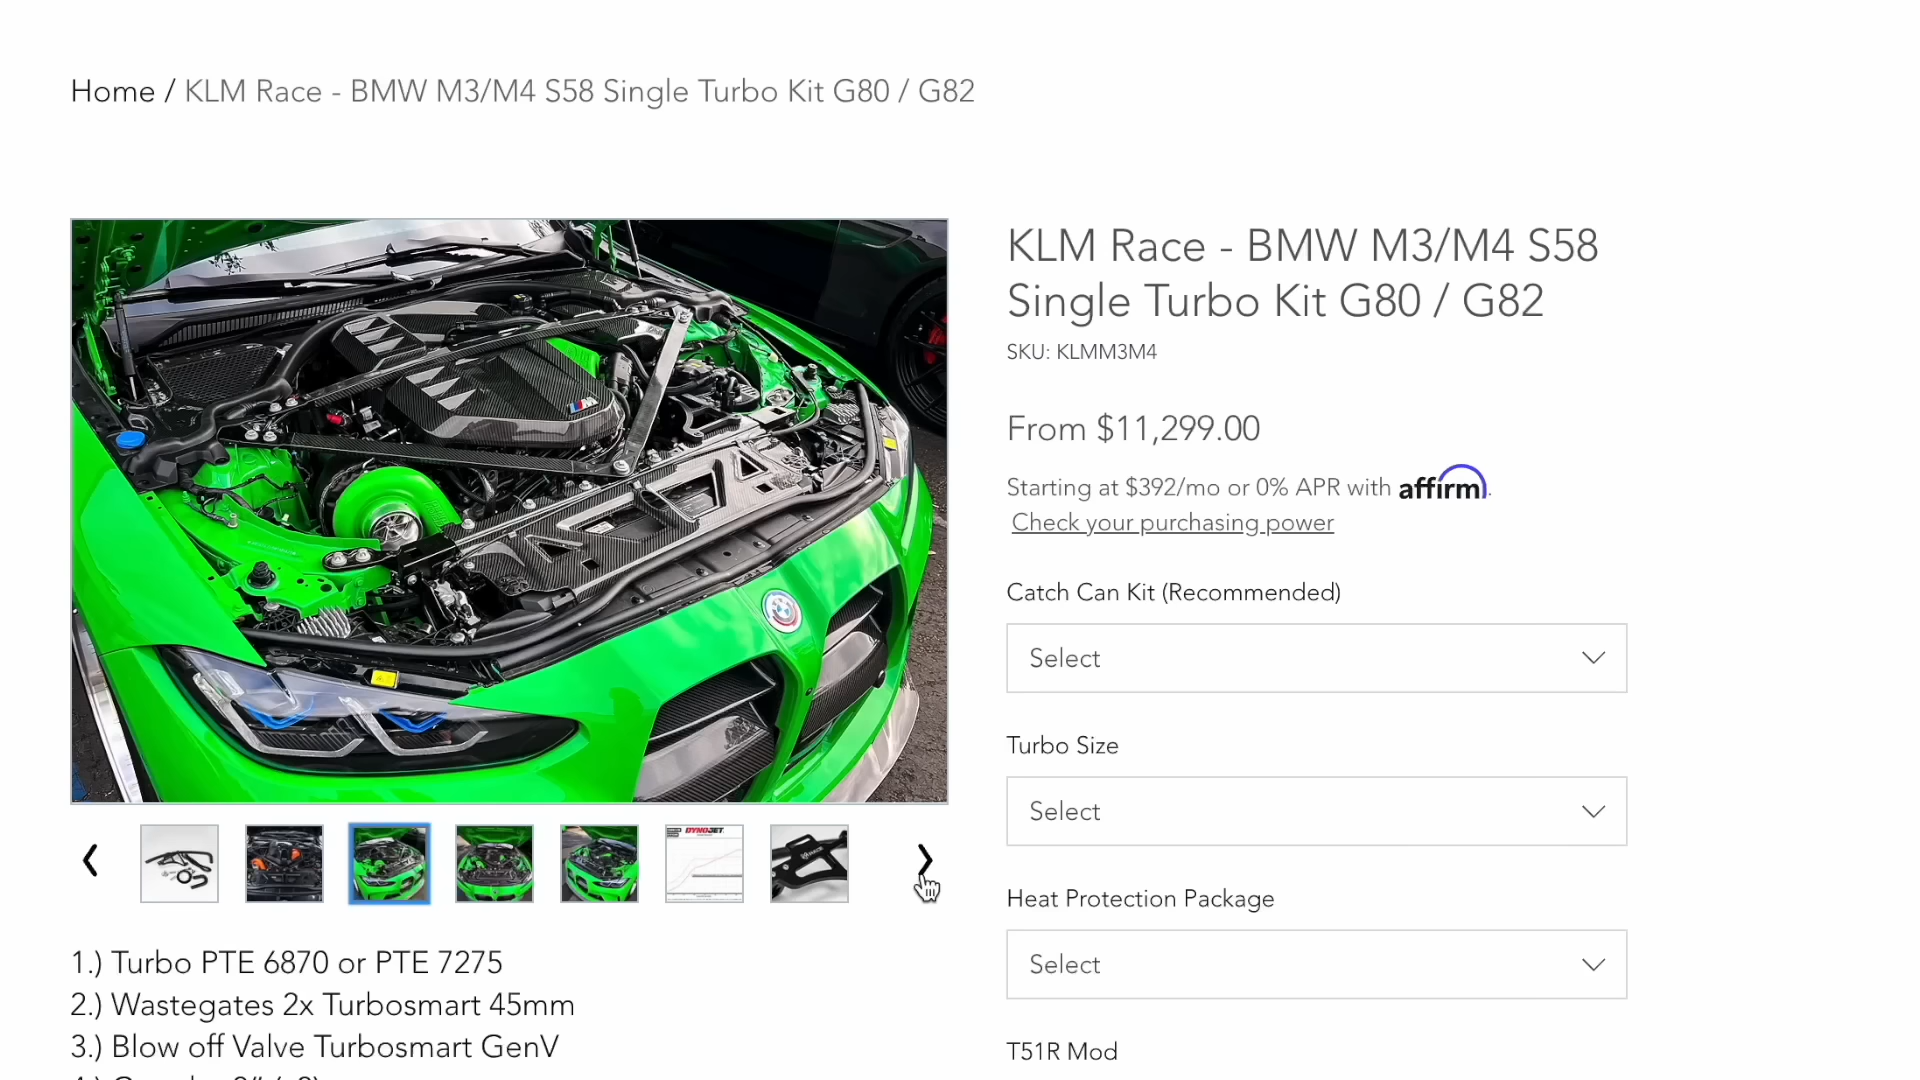 Home / KLM Race - BMW M3/M4 S58 Single Turbo Kit G80 / G82
KLM Race - BMW M3/M4 S58
Single Turbo Kit G80 / G82
SKU: KLMM3M4
From $11,299.00
Starting at $392/mo or 0% APR with affirm.
Check your purchasing power
Catch Can Kit (Recommended)
Select
Turbo Size
Select
Heat Protection Package
Select
T51R Mod
DYNOJET
1.) Turbo PTE 6870 or PTE 7275
2.) Wastegates 2x Turbosmart 45mm
3.) Blow off Valve Turbosmart GenV